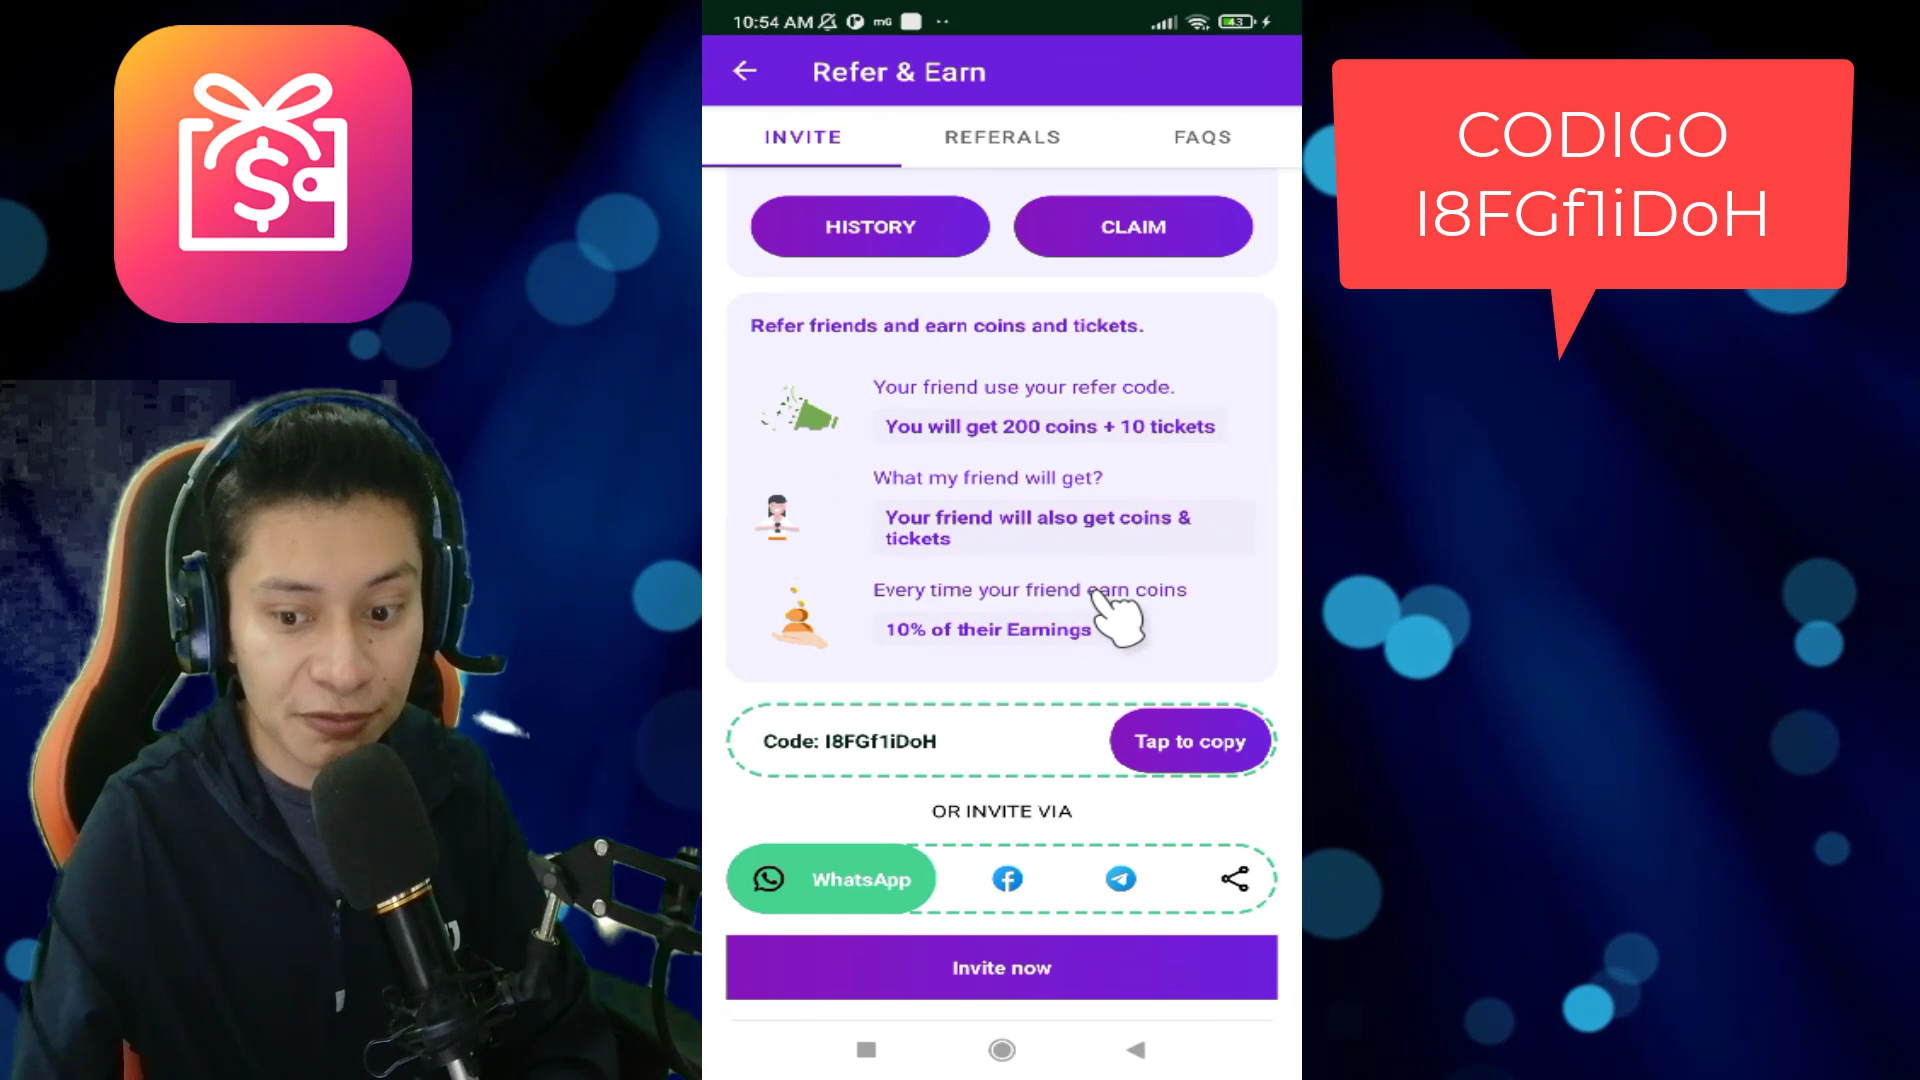 10:54 AM
43
Refer & Earn
INVITE
REFERALS
FAQS
HISTORY
CLAIM
Refer friends and earn coins and tickets.
Your friend use your refer code.
You will get 200 coins + 10 tickets
What my friend will get?
Your friend will also get coins &
tickets
Every time your friend earn coins
10% of their Earnings
Code: I8FGf1iDoH
Tap to copy
OR INVITE VIA
WhatsApp
Invite now
CODIGO
I8FGf1iDoH
$